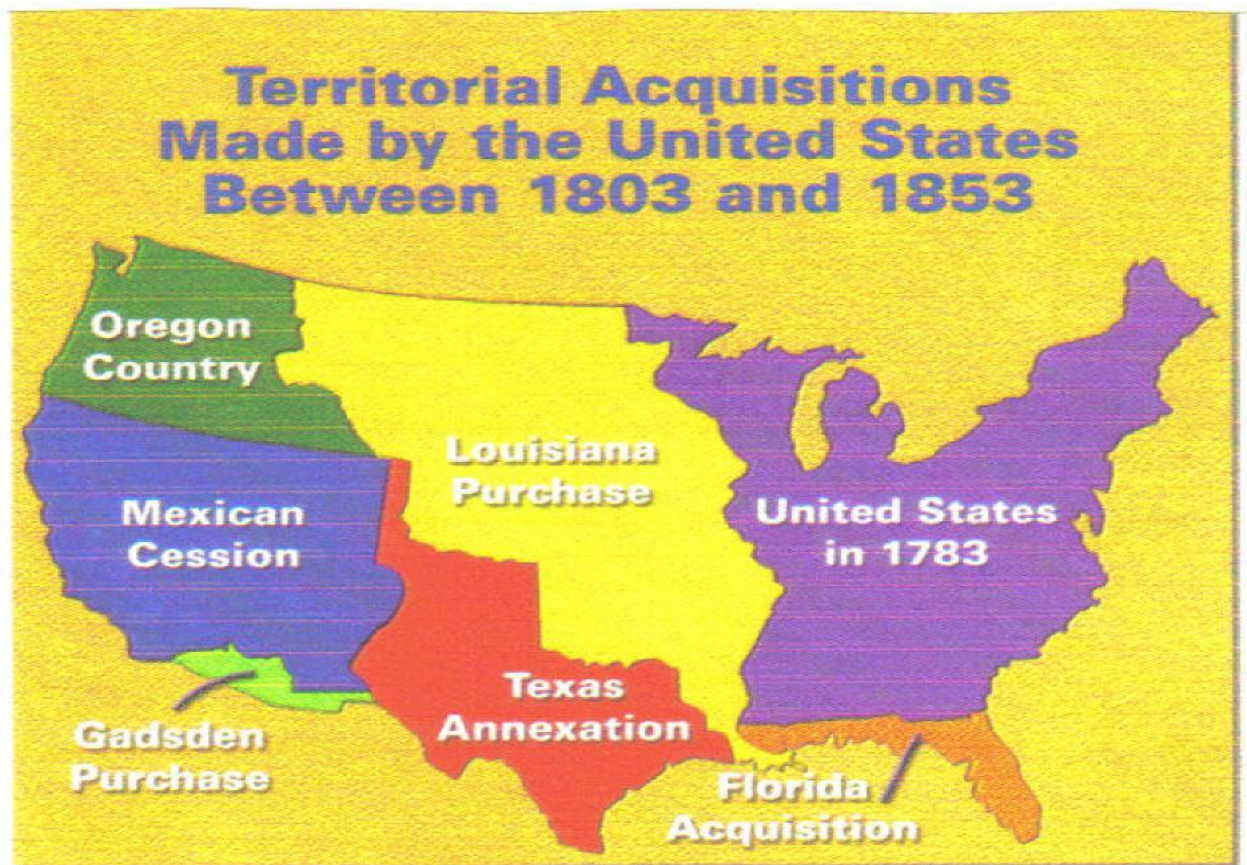 Territorial Acquisitions
Made by the United States
Between 1803 and 1853
Oregon
Country
Louisiana
Purchase
Mexican
Cession
United States
in 1783
Texas
Annexation
Gadsden
Purchase
Florida
Acquisition